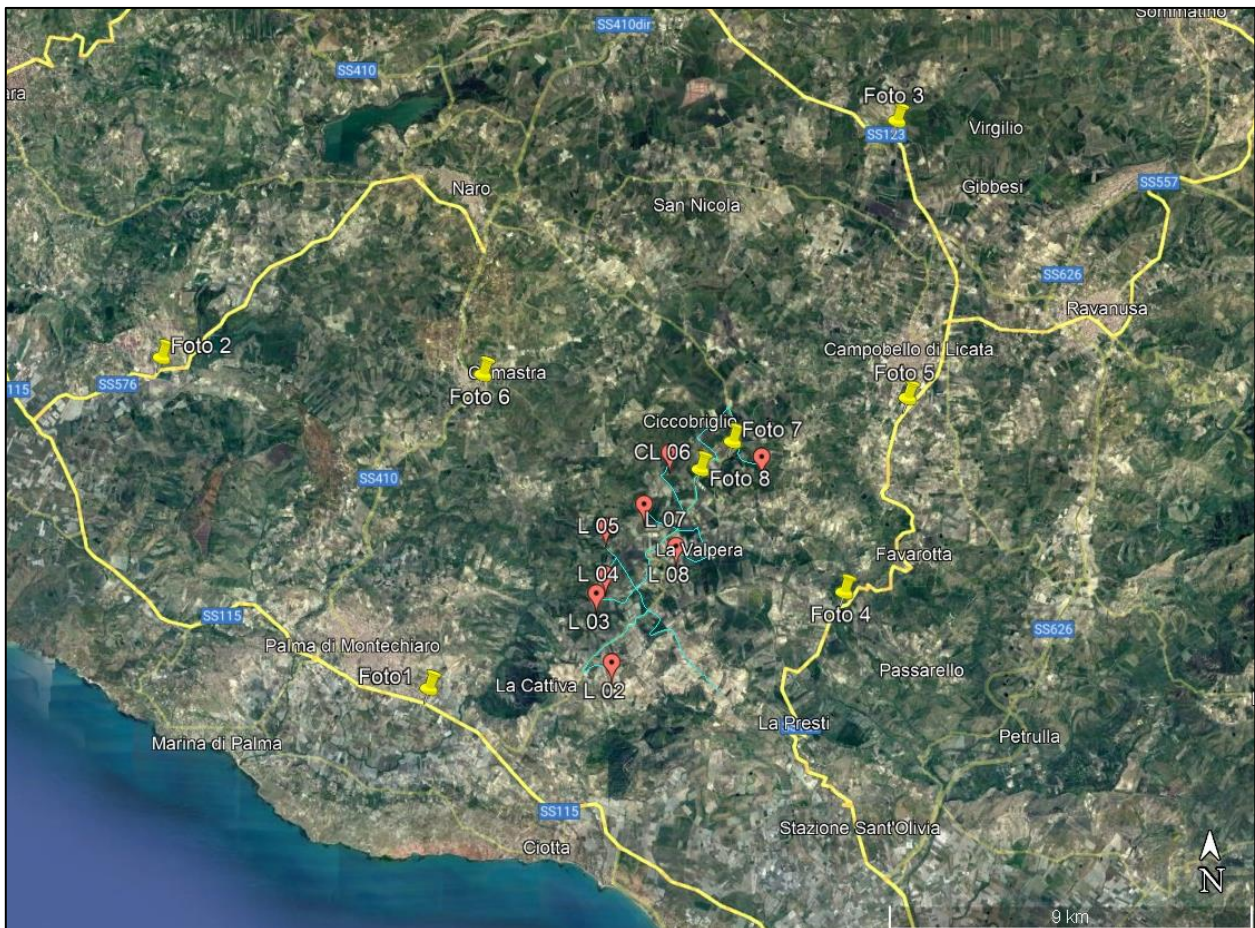 Sommatino
SS410dir
SS410
ara
Foto 3
SS123
Virgilio
SS557
Naro
Gibbesi
San Nicola
SS626
Ravanusa
Foto 2
Campobello di Licata
SS576
115
Foto 5
Foto 6
Ciccobriglio
Foto 7
CL 06
Foto 8
SS410
L 07
L 05
La Valpera
Favarotta
L 04
L 08
L 03
Foto 4
SS115
SS626
Palma di Montechiaro
Passarello
Foto1
La Cattiva
L 02
La Presti
Petrulla
Marina di Palma
SS115
Stazione Sant'Olivia
Ciotta
N
9 km